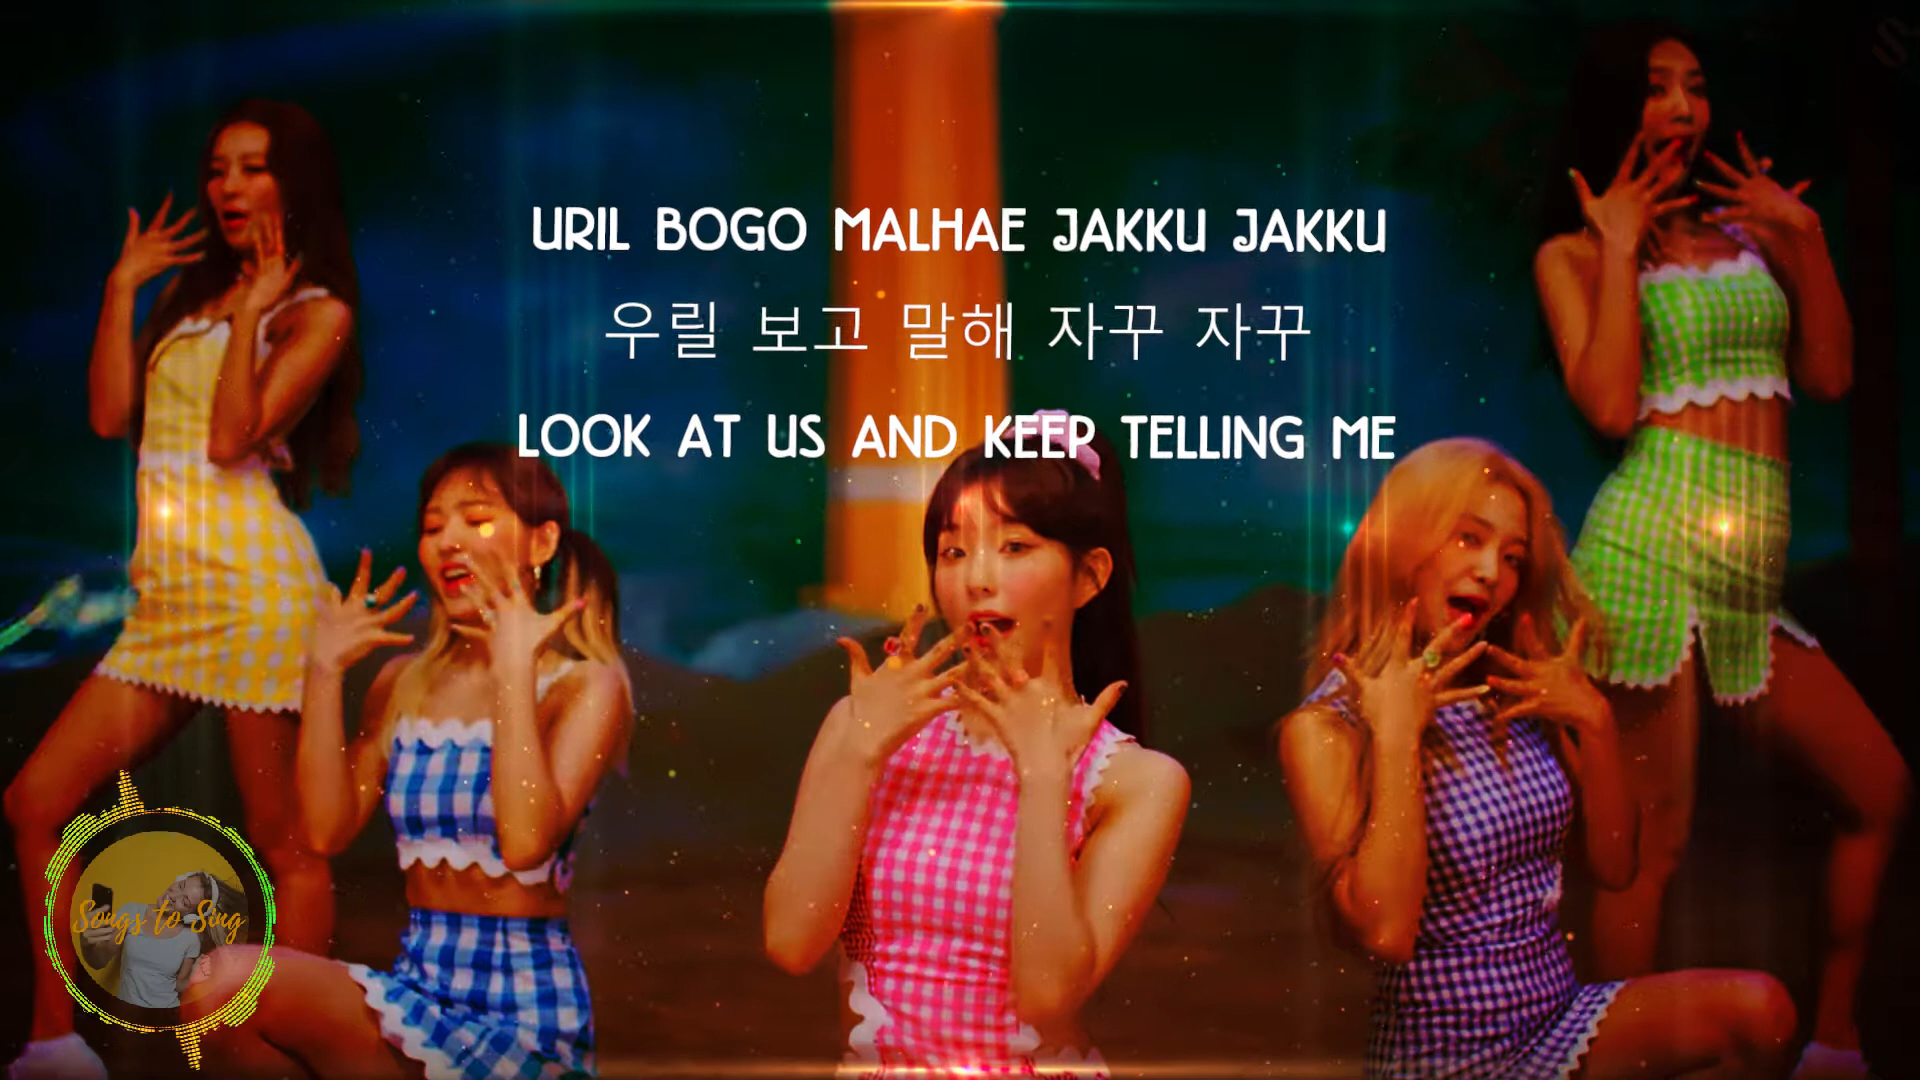 URIL BOGO MALHAE JAKKU JAKKU
우릴 보고 말해 자꾸 자꾸
LOOK AT US AND KEEP TELLING ME
Songs to Sing